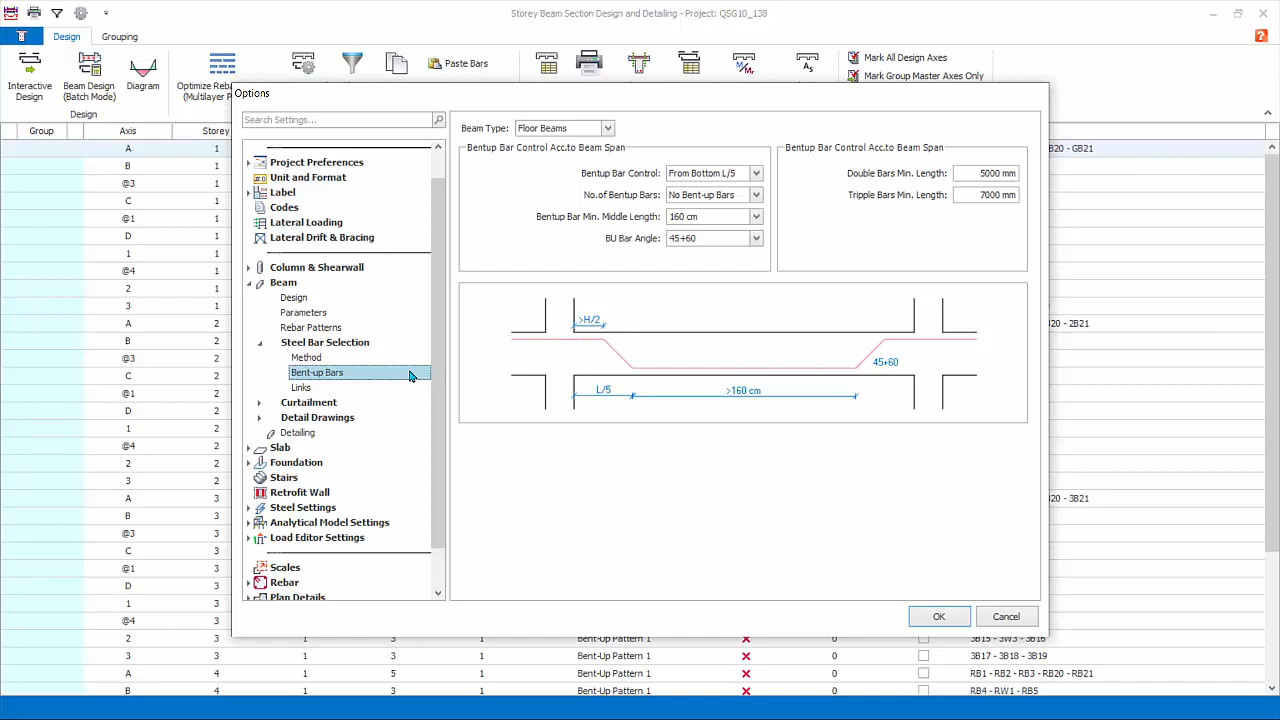 Storey Beam Section Design and Detailing - Project: QSG10_138
Design
Grouping
Interactive Design
Beam Design (Batch Mode)
Diagram
Optimize Reba
(Multilayer P
Paste Bars
Mark All Design Axes
Mark Group Master Axes Only
Design
Group Axis Storey
A 1
B 1
@3 1
C 1
@1 1
D 1
1 1
@4 1
2 1
3 1
A 2
B 2
@3 2
C 2
@1 2
D 2
1 2
@4 2
2 2
3 2
A 3
B 3
@3 3
C 3
@1 3
D 3
1 3
@4 3
2 3 1 3 1 Bent-Up Pattern 1 0 3B15 - 3W3 - 3B16
3 3 1 3 1 Bent-Up Pattern 1 0 3B17 - 3B18 - 3B19
A 4 1 5 1 Bent-Up Pattern 1 0 RB1 - RB2 - RB3 - RB20 - RB21
B 4 1 3 1 Bent-Up Pattern 1 0 RB4 - RW1 - RB5
B20 - GB21
- 2B21
B20 - 3B21
Options
Search Settings...
Project Preferences
Unit and Format
Label
Codes
Lateral Loading
Lateral Drift & Bracing
Column & Shearwall
Beam
Design
Parameters
Rebar Patterns
Steel Bar Selection
Method
Bent-up Bars
Links
Curtailment
Detail Drawings
Detailing
Slab
Foundation
Stairs
Retrofit Wall
Steel Settings
Analytical Model Settings
Load Editor Settings
Scales
Rebar
Plan Details
Beam Type: Floor Beams
Bentup Bar Control Acc.to Beam Span
Bentup Bar Control: From Bottom L/5
No.of Bentup Bars: No Bent-up Bars
Bentup Bar Min. Middle Length: 160 cm
BU Bar Angle: 45+60
Bentup Bar Control Acc.to Beam Span
Double Bars Min. Length: 5000 mm
Tripple Bars Min. Length: 7000 mm
>H/2
45+60
L/5
>160 cm
OK
Cancel